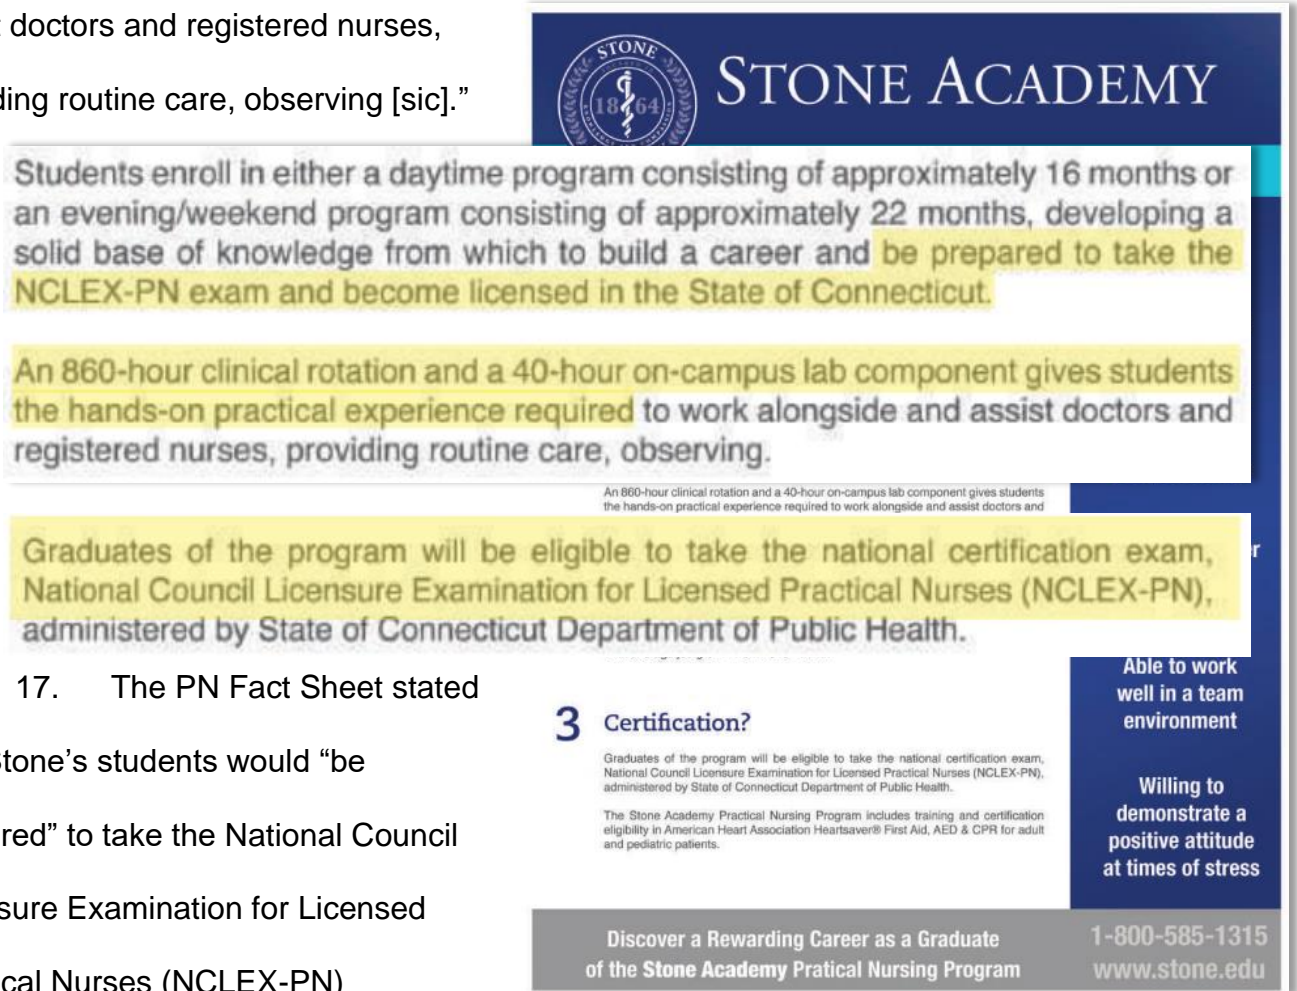 doctors and registered nurses,
ding routine care, observing [sic].”
STONE
1864
STONE ACADEMY
Students enroll in either a daytime program consisting of approximately 16 months or
an evening/weekend program consisting of approximately 22 months, developing a
solid base of knowledge from which to build a career and be prepared to take the
NCLEX-PN exam and become licensed in the State of Connecticut.
An 860-hour clinical rotation and a 40-hour on-campus lab component gives students
the hands-on practical experience required to work alongside and assist doctors and
registered nurses, providing routine care, observing.
An 860-hour clinical rotation and a 40-hour on-campus lab component gives students
the hands-on practical experience required to work alongside and assist doctors and
Graduates of the program will be eligible to take the national certification exam,
National Council Licensure Examination for Licensed Practical Nurses (NCLEX-PN),
administered by State of Connecticut Department of Public Health.
17. The PN Fact Sheet stated
Stone’s students would “be
red” to take the National Council
sure Examination for Licensed
ical Nurses (NCLEX-PN)
3 Certification?
Graduates of the program will be eligible to take the national certification exam,
National Council Licensure Examination for Licensed Practical Nurses (NCLEX-PN),
administered by State of Connecticut Department of Public Health.
The Stone Academy Practical Nursing Program includes training and certification
eligibility in American Heart Association Heartsaver® First Aid, AED & CPR for adult
and pediatric patients.
Able to work
well in a team
environment
Willing to
demonstrate a
positive attitude
at times of stress
Discover a Rewarding Career as a Graduate
of the Stone Academy Pratical Nursing Program
1-800-585-1315
www.stone.edu